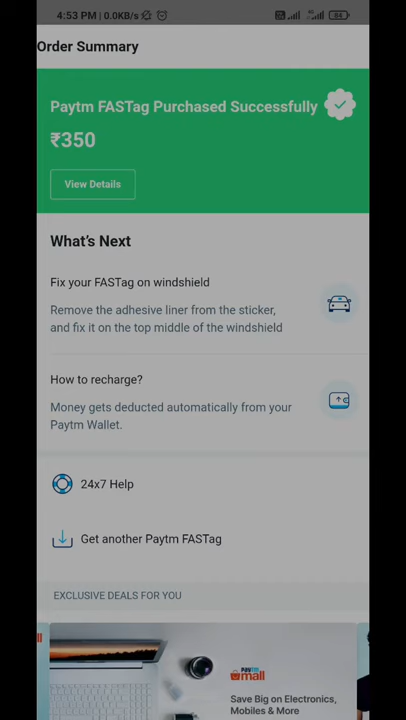 4:53 PM | 0.0KB/s
84
Order Summary
Paytm FASTag Purchased Successfully
₹350
View Details
What's Next
Fix your FASTag on windshield
Remove the adhesive liner from the sticker,
and fix it on the top middle of the windshield
How to recharge?
Money gets deducted automatically from your
Paytm Wallet.
24x7 Help
Get another Paytm FASTag
EXCLUSIVE DEALS FOR YOU
paytm
mall
Save Big on Electronics,
Mobiles & More